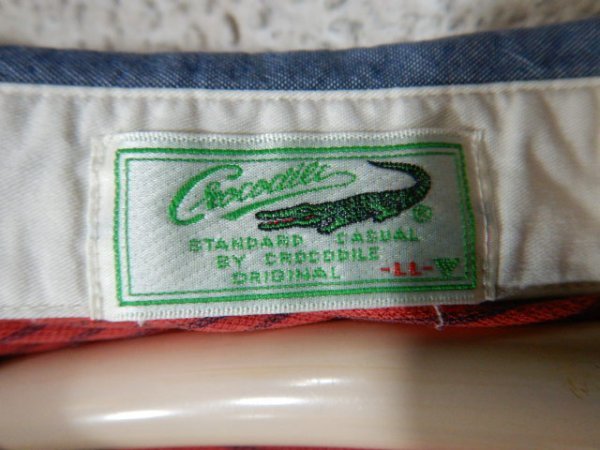 Crocodile
®
STANDARD CASUAL
BY CROCODILE
ORIGINAL -LL-